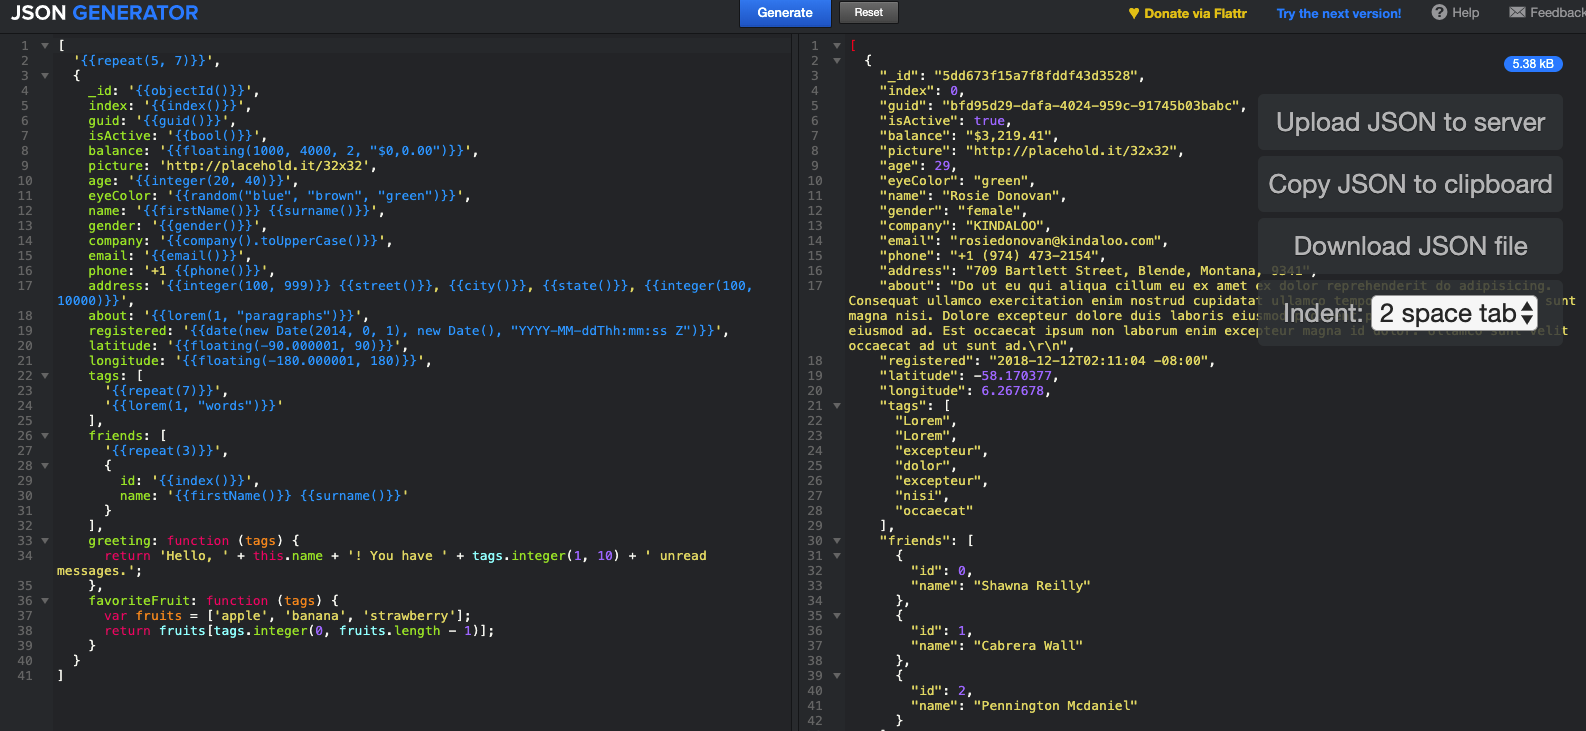 JSON GENERATOR
Generate
Reset
♥ Donate via Flattr
Try the next version!
? Help
Feedback
1 [
2 '{{repeat(5, 7)}}',
3 {
4 _id: '{{objectId()}}',
5 index: '{{index()}}',
6 guid: '{{guid()}}',
7 isActive: '{{bool()}}',
8 balance: '{{floating(1000, 4000, 2, "$0,0.00")}}',
9 picture: 'http://placehold.it/32x32',
10 age: '{{integer(20, 40)}}',
11 eyeColor: '{{random("blue", "brown", "green")}}',
12 name: '{{firstName()}} {{surname()}}',
13 gender: '{{gender()}}',
14 company: '{{company().toUpperCase()}}',
15 email: '{{email()}}',
16 phone: '+1 {{phone()}}',
17 address: '{{integer(100, 999)}} {{street()}}, {{city()}}, {{state()}}, {{integer(100,
10000)}}',
18 about: '{{lorem(1, "paragraphs")}}',
19 registered: '{{date(new Date(2014, 0, 1), new Date(), "YYYY-MM-ddThh:mm:ss Z")}}',
20 latitude: '{{floating(-90.000001, 90)}}',
21 longitude: '{{floating(-180.000001, 180)}}',
22 tags: [
23 '{{repeat(7)}}',
24 '{{lorem(1, "words")}}'
25 ],
26 friends: [
27 '{{repeat(3)}}',
28 {
29 id: '{{index()}}',
30 name: '{{firstName()}} {{surname()}}'
31 }
32 ],
33 greeting: function (tags) {
34 return 'Hello, ' + this.name + '! You have ' + tags.integer(1, 10) + ' unread
messages.';
35 },
36 favoriteFruit: function (tags) {
37 var fruits = ['apple', 'banana', 'strawberry'];
38 return fruits[tags.integer(0, fruits.length - 1)];
39 }
40 }
41 ]
1 [
2 {
3 "_id": "5dd673f15a7f8fddf43d3528",
4 "index": 0,
5 "guid": "bfd95d29-dafa-4024-959c-91745b03babc",
6 "isActive": true,
7 "balance": "$3,219.41",
8 "picture": "http://placehold.it/32x32",
9 "age": 29,
10 "eyeColor": "green",
11 "name": "Rosie Donovan",
12 "gender": "female",
13 "company": "KINDALOO",
14 "email": "rosiedonovan@kindaloo.com",
15 "phone": "+1 (974) 473-2154",
16 "address": "709 Bartlett Street, Blende, Montana, 9341",
17 "about": "Do ut eu qui aliqua cillum eu ex amet ex dolor reprehenderit do adipisicing.
Consequat ullamco exercitation enim nostrud cupidatat ullamco sunt
magna nisi. Dolore excepteur dolore duis laboris
eiusmod ad. Est occaecat ipsum non laborum enim excepteur magna id velit
occaecat ad ut sunt ad.\r\n",
18 "registered": "2018-12-12T02:11:04 -08:00",
19 "latitude": -58.170377,
20 "longitude": 6.267678,
21 "tags": [
22 "Lorem",
23 "Lorem",
24 "excepteur",
25 "dolor",
26 "excepteur",
27 "nisi",
28 "occaecat"
29 ],
30 "friends": [
31 {
32 "id": 0,
33 "name": "Shawna Reilly"
34 },
35 {
36 "id": 1,
37 "name": "Cabrera Wall"
38 },
39 {
40 "id": 2,
41 "name": "Pennington Mcdaniel"
42 }
5.38 kB
Upload JSON to server
Copy JSON to clipboard
Download JSON file
Indent: 2 space tab